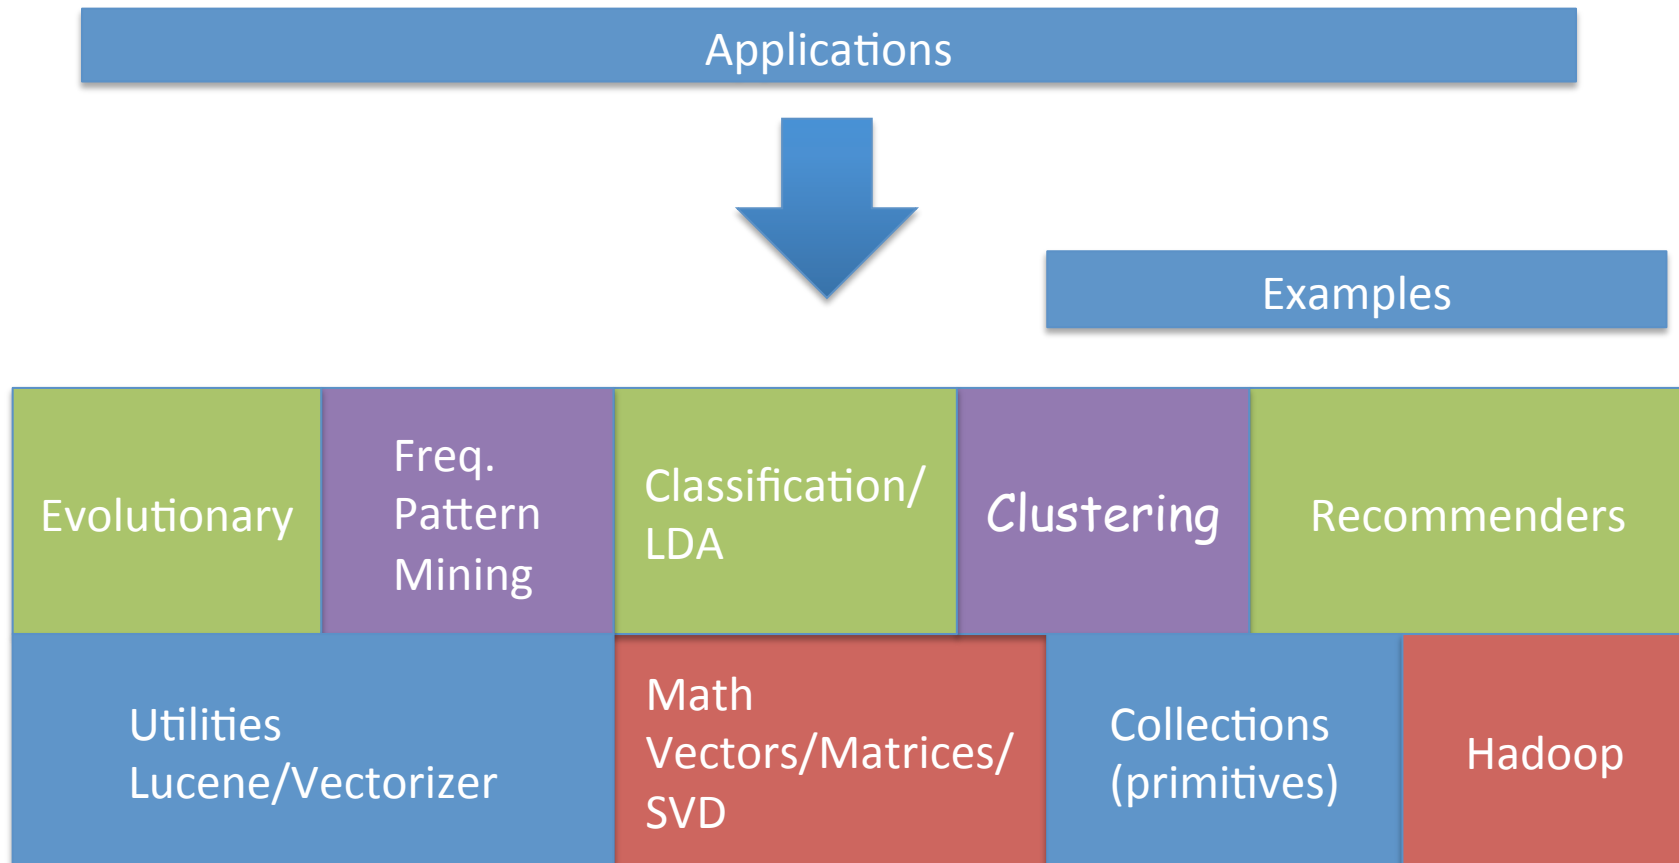 Applications
Examples
Evolutionary
Freq.
Pattern
Mining
Classification/
LDA
Clustering
Recommenders
Utilities
Lucene/Vectorizer
Math
Vectors/Matrices/
SVD
Collections
(primitives)
Hadoop